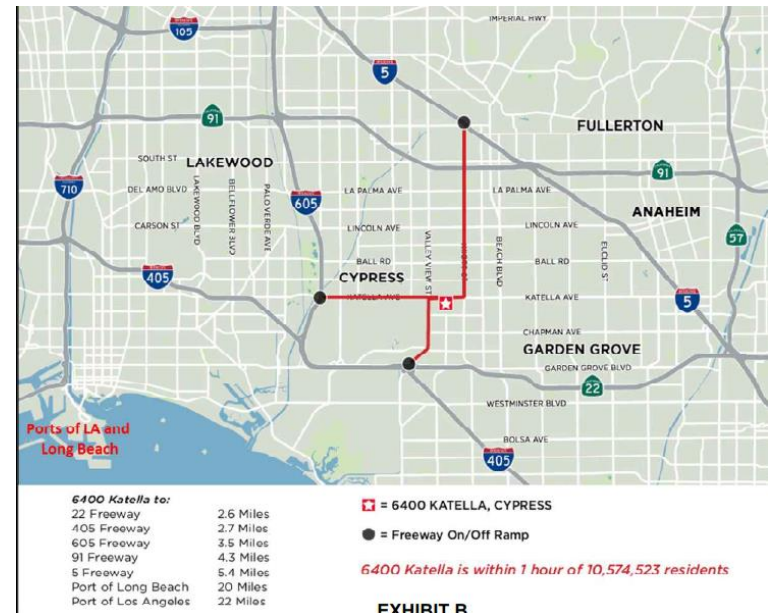 IMPERIAL HWY
105
5
91
FULLERTON
SOUTH ST
LAKEWOOD
710
DEL AMO BLVD
LAKEWOOD BLVD
BELLFLOWER BLVD
PALO VERDE AVE
605
LA PALMA AVE
LA PALMA AVE
91
ANAHEIM
CARSON ST
LINCOLN AVE
LINCOLN AVE
57
405
BALL RD
VALLEY VIEW ST
BEACH BLVD
BALL RD
EUCLID ST
CYPRESS
KATELLA AVE
KATELLA AVE
5
CHAPMAN AVE
GARDEN GROVE
GARDEN GROVE BLVD
22
WESTMINSTER BLVD
Ports of LA and
Long Beach
BOLSA AVE
405
6400 Katella to:
22 Freeway 2.6 Miles
405 Freeway 2.7 Miles
605 Freeway 3.5 Miles
91 Freeway 4.3 Miles
5 Freeway 5.4 Miles
Port of Long Beach 20 Miles
Port of Los Angeles 22 Miles
= 6400 KATELLA, CYPRESS
= Freeway On/Off Ramp
6400 Katella is within 1 hour of 10,574,523 residents
EXHIBIT B